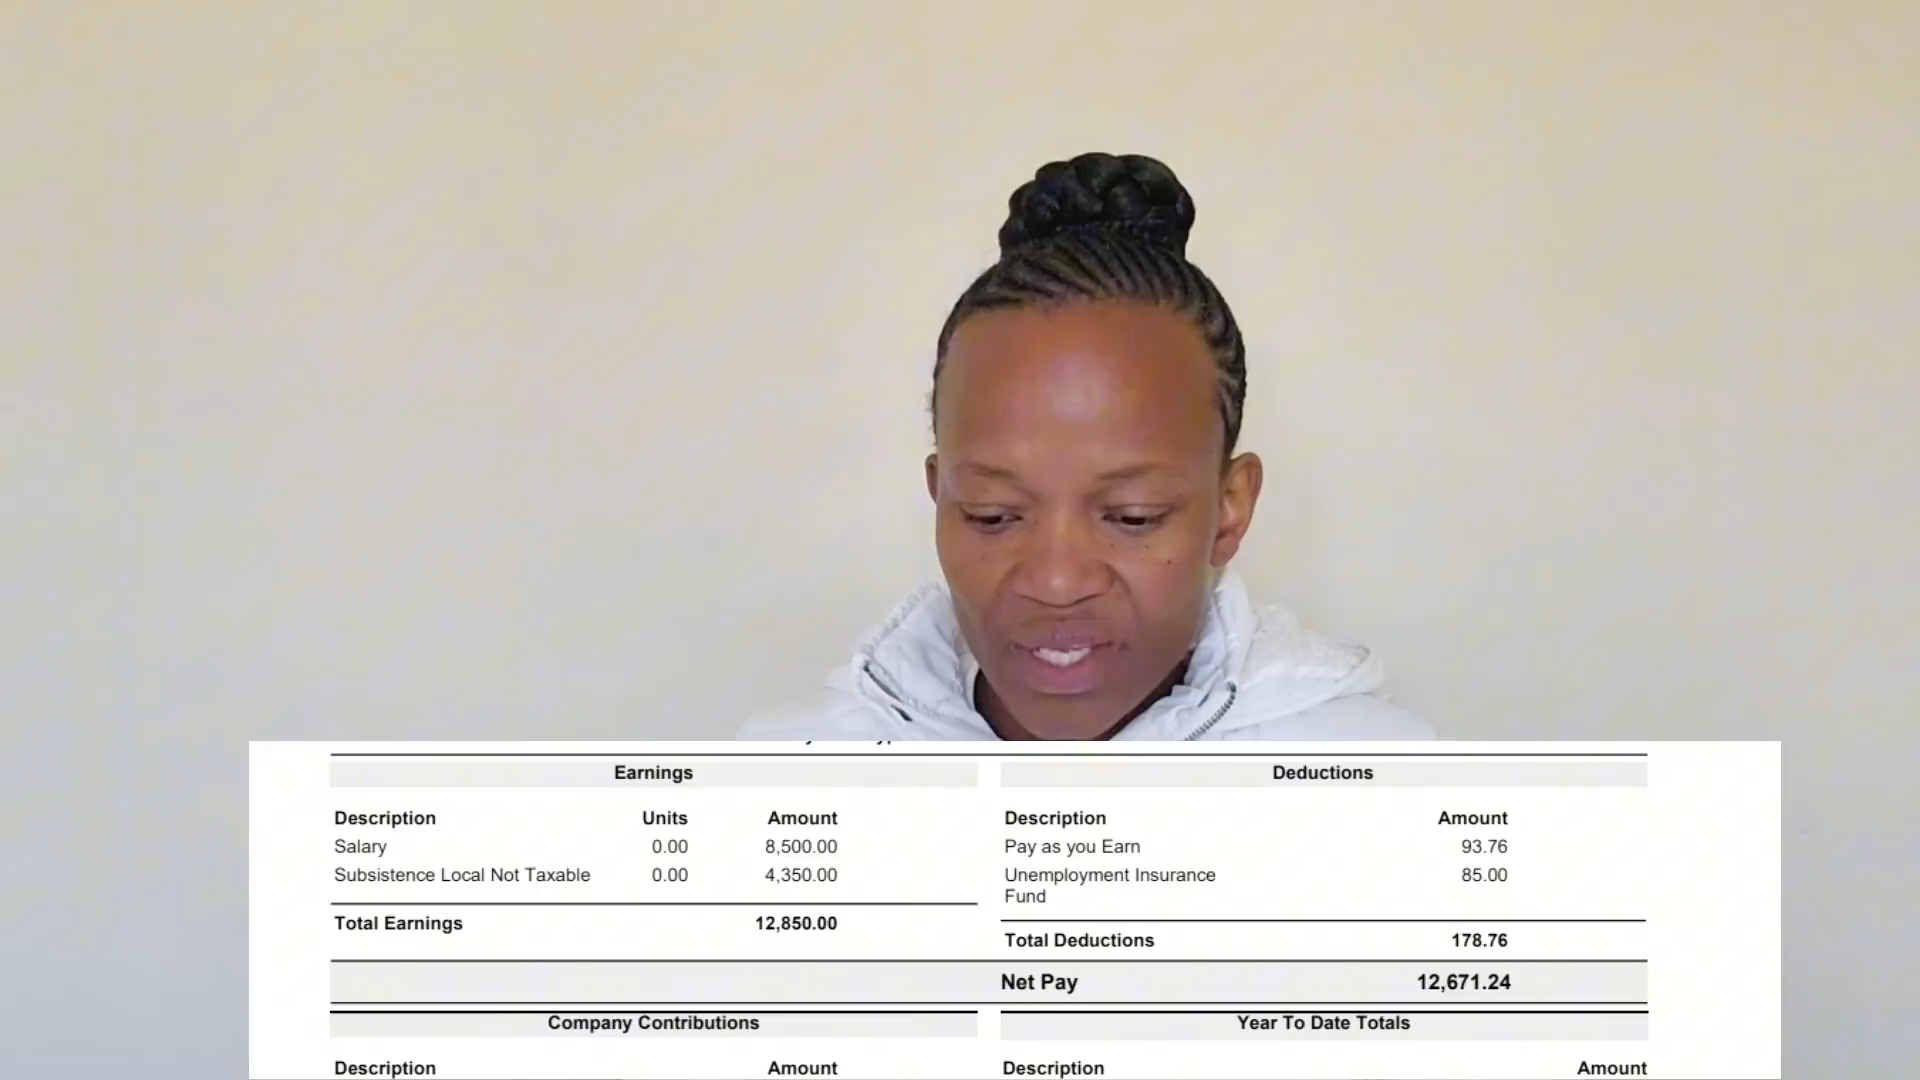 Earnings
Deductions
Description Units Amount
Description Amount
Salary 0.00 8,500.00
Pay as you Earn 93.76
Subsistence Local Not Taxable 0.00 4,350.00
Unemployment Insurance 85.00
Fund
Total Earnings 12,850.00
Total Deductions 178.76
Net Pay 12,671.24
Company Contributions
Year To Date Totals
Description Amount
Description Amount